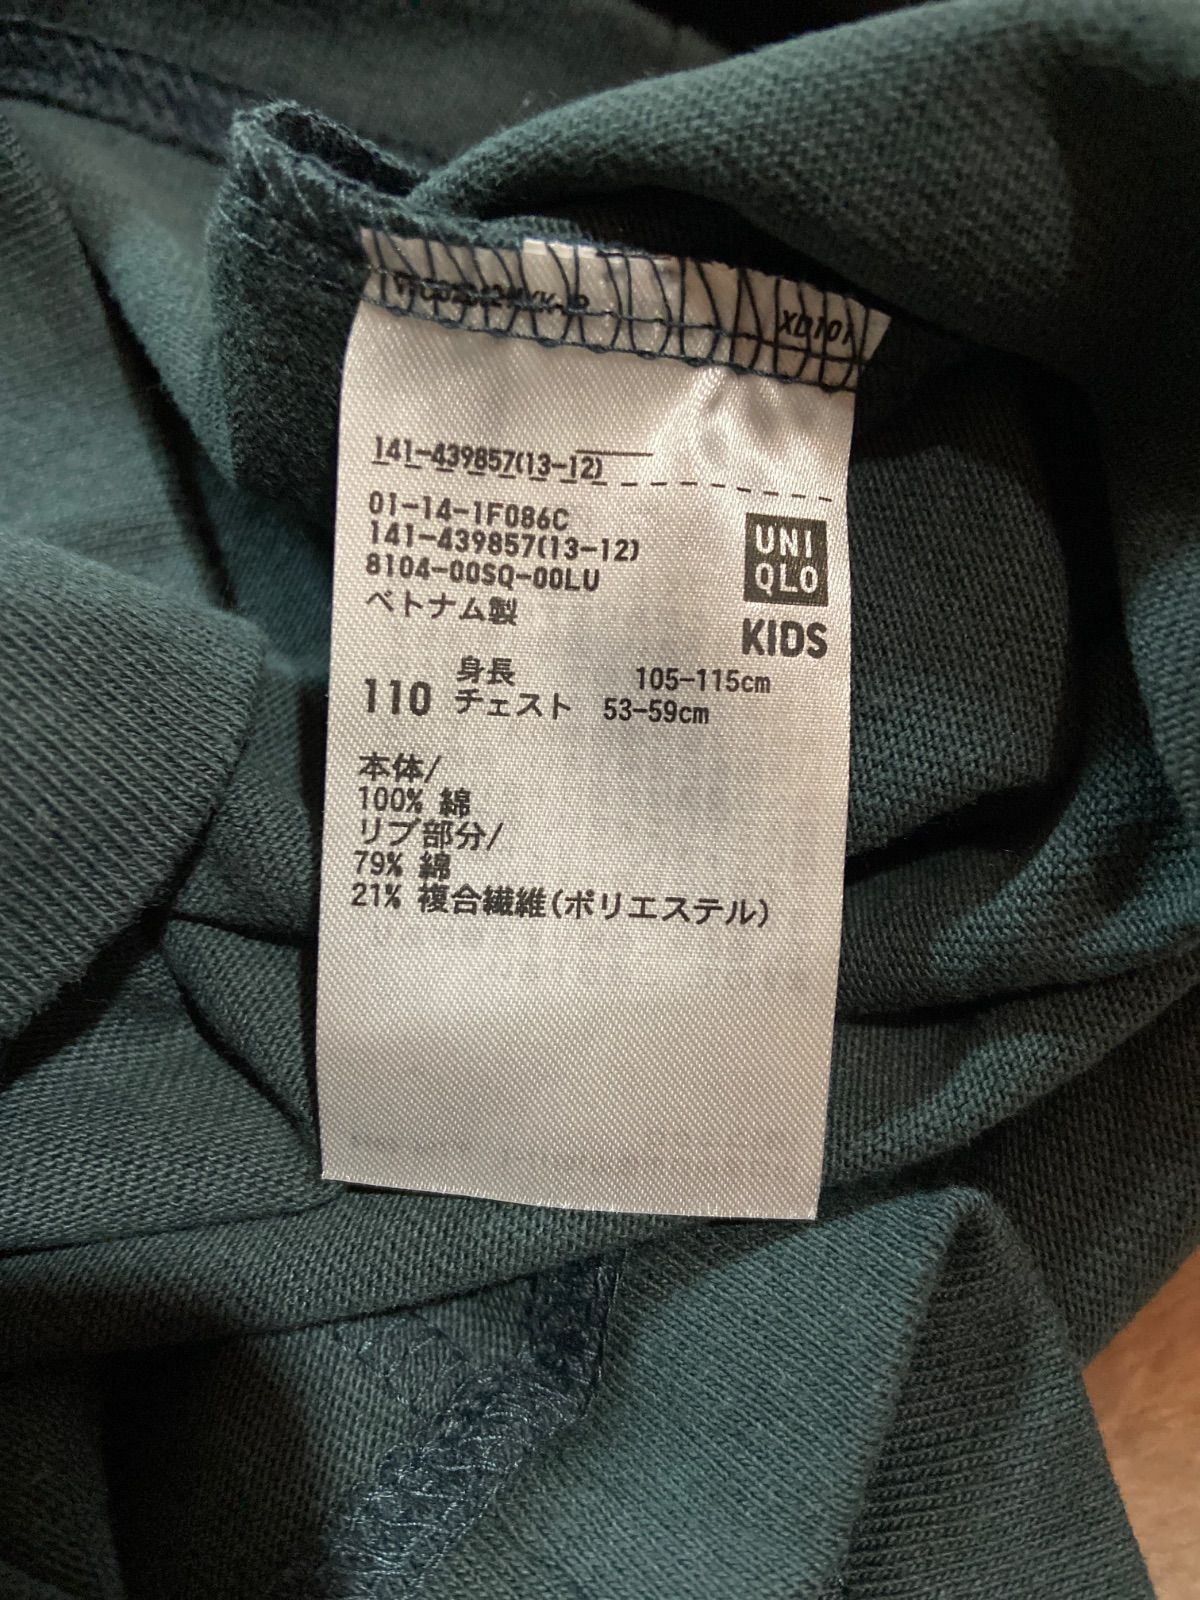 XD101
141-439857(13-12)
01-14-1F086C
141-439857(13-12)
8104-00SQ-00LU
ベトナム製
UNI
QLO
KIDS
110
身長 105-115cm
チェスト 53-59cm
本体/
100% 綿
リブ部分/
79% 綿
21% 複合繊維(ポリエステル)